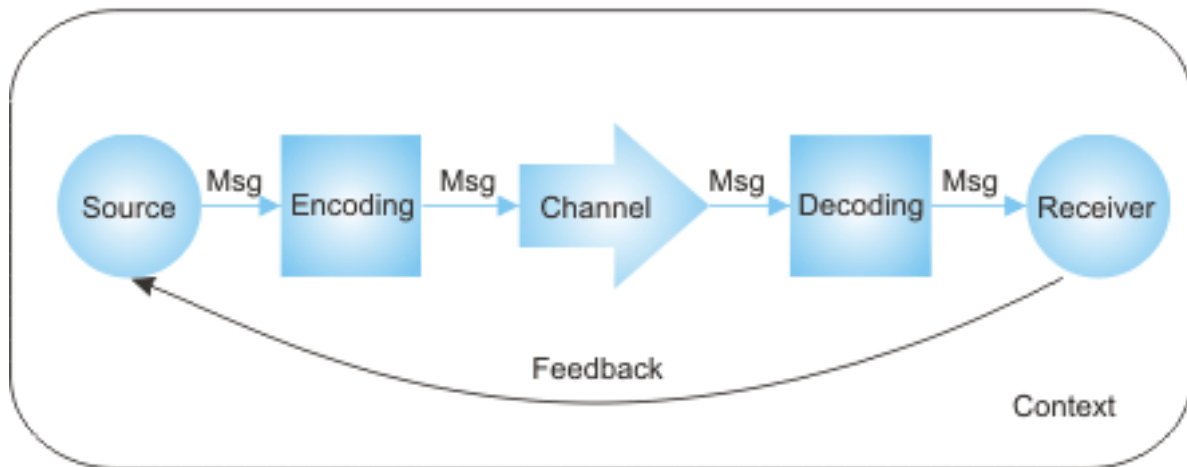 Msg Msg Msg Msg
Source Encoding Channel Decoding Receiver
Feedback
Context